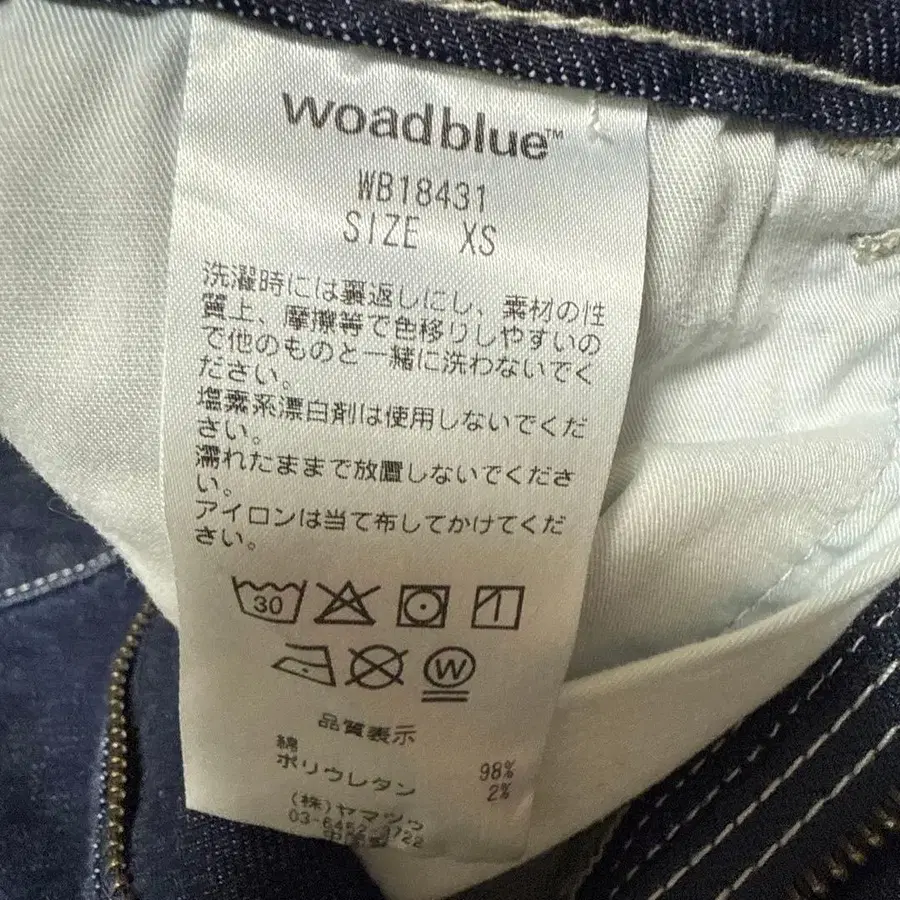 woadblue™
WB18431
SIZE XS
洗濯時には裏返しにし、素材の性
質上、摩擦等で色移りしやすいの
で他のものと一緒に洗わないでく
ださい。
塩素系漂白剤は使用しないでくだ
さい。
濡れたままで放置しないでくださ
い。
アイロンは当て布してかけてくだ
さい。
30
W
品質表示
綿 98%
ポリウレタン 2%
(株)ヤマツウ